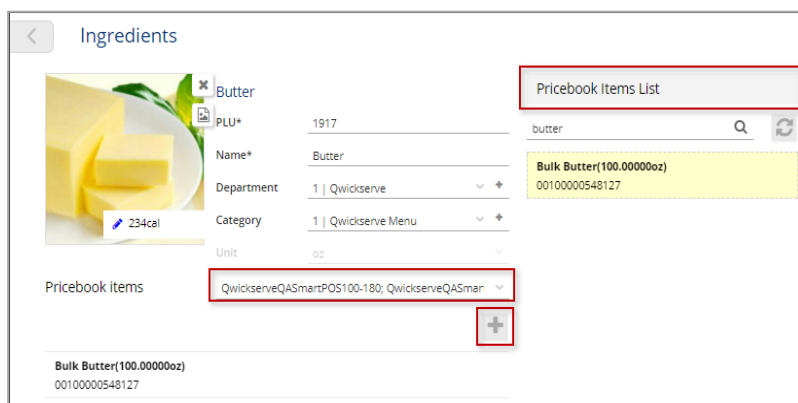 Ingredients
Butter
PLU* 1917
Name* Butter
Department 1 | Qwickserve
Category 1 | Qwickserve Menu
Unit oz
234cal
Pricebook items QwickserveQASmartPOS100-180; QwickserveQASmar
Bulk Butter(100.00000oz)
00100000548127
Pricebook Items List
butter
Bulk Butter(100.00000oz)
00100000548127